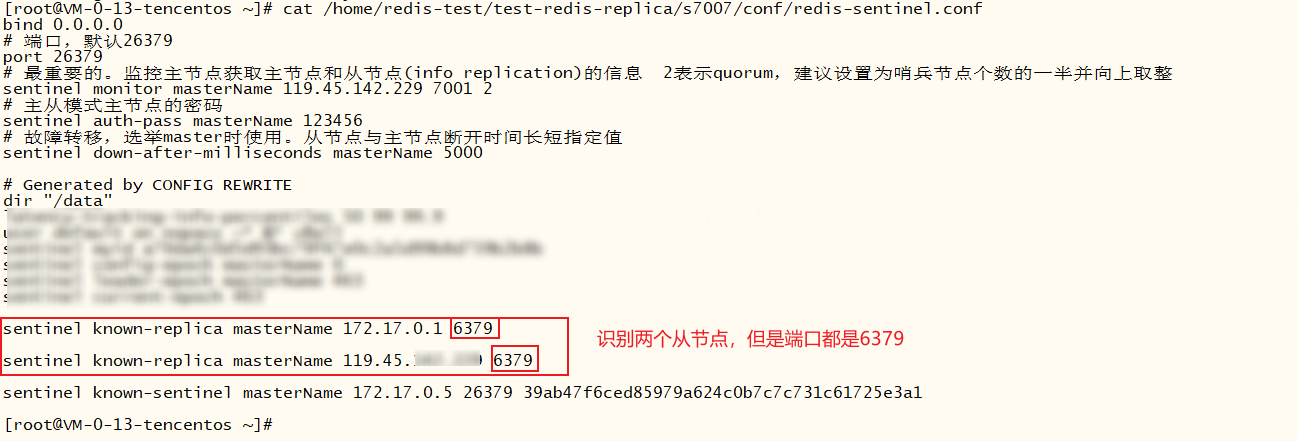 [root@VM-0-13-tencentos ~]# cat /home/redis-test/test-redis-replica/s7007/conf/redis-sentinel.conf
bind 0.0.0.0
# 端口，默认26379
port 26379
# 最重要的。监控主节点获取主节点和从节点(info replication)的信息  2表示quorum，建议设置为哨兵节点个数的一半并向上取整
sentinel monitor masterName 119.45.142.229 7001 2
# 主从模式主节点的密码
sentinel auth-pass masterName 123456
# 故障转移，选举master时使用。从节点与主节点断开时间长短指定值
sentinel down-after-milliseconds masterName 5000
# Generated by CONFIG REWRITE
dir "/data"
sentinel known-replica masterName 172.17.0.1 6379
识别两个从节点，但是端口都是6379
sentinel known-replica masterName 119.45. 6379
sentinel known-sentinel masterName 172.17.0.5 26379 39ab47f6ced85979a624c0b7c7c731c61725e3a1
[root@VM-0-13-tencentos ~]#